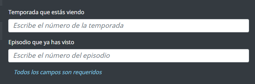 Temporada que estás viendo
Escribe el número de la temporada
Episodio que ya has visto
Escribe el número del episodio
Todos los campos son requeridos